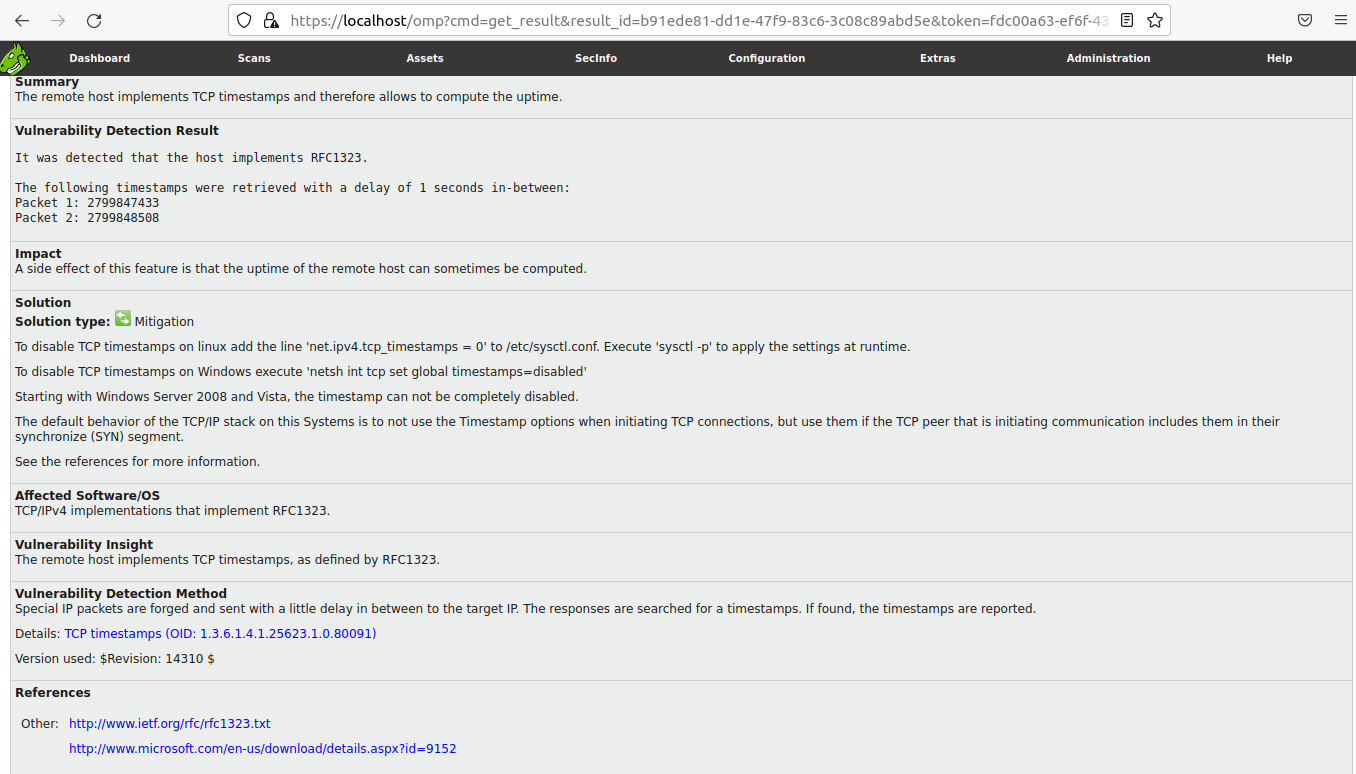 https://localhost/omp?cmd=get_result&result_id=b91ede81-dd1e-47f9-83c6-3c08c89abd5e&token=fdc00a63-ef6f-43
Dashboard Scans Assets SecInfo Configuration Extras Administration Help
Summary
The remote host implements TCP timestamps and therefore allows to compute the uptime.
Vulnerability Detection Result
It was detected that the host implements RFC1323.
The following timestamps were retrieved with a delay of 1 seconds in-between:
Packet 1: 2799847433
Packet 2: 2799848508
Impact
A side effect of this feature is that the uptime of the remote host can sometimes be computed.
Solution
Solution type: Mitigation
To disable TCP timestamps on linux add the line 'net.ipv4.tcp_timestamps = 0' to /etc/sysctl.conf. Execute 'sysctl -p' to apply the settings at runtime.
To disable TCP timestamps on Windows execute 'netsh int tcp set global timestamps=disabled'
Starting with Windows Server 2008 and Vista, the timestamp can not be completely disabled.
The default behavior of the TCP/IP stack on this Systems is to not use the Timestamp options when initiating TCP connections, but use them if the TCP peer that is initiating communication includes them in their
synchronize (SYN) segment.
See the references for more information.
Affected Software/OS
TCP/IPv4 implementations that implement RFC1323.
Vulnerability Insight
The remote host implements TCP timestamps, as defined by RFC1323.
Vulnerability Detection Method
Special IP packets are forged and sent with a little delay in between to the target IP. The responses are searched for a timestamps. If found, the timestamps are reported.
Details: TCP timestamps (OID: 1.3.6.1.4.1.25623.1.0.80091)
Version used: $Revision: 14310 $
References
Other: http://www.ietf.org/rfc/rfc1323.txt
http://www.microsoft.com/en-us/download/details.aspx?id=9152